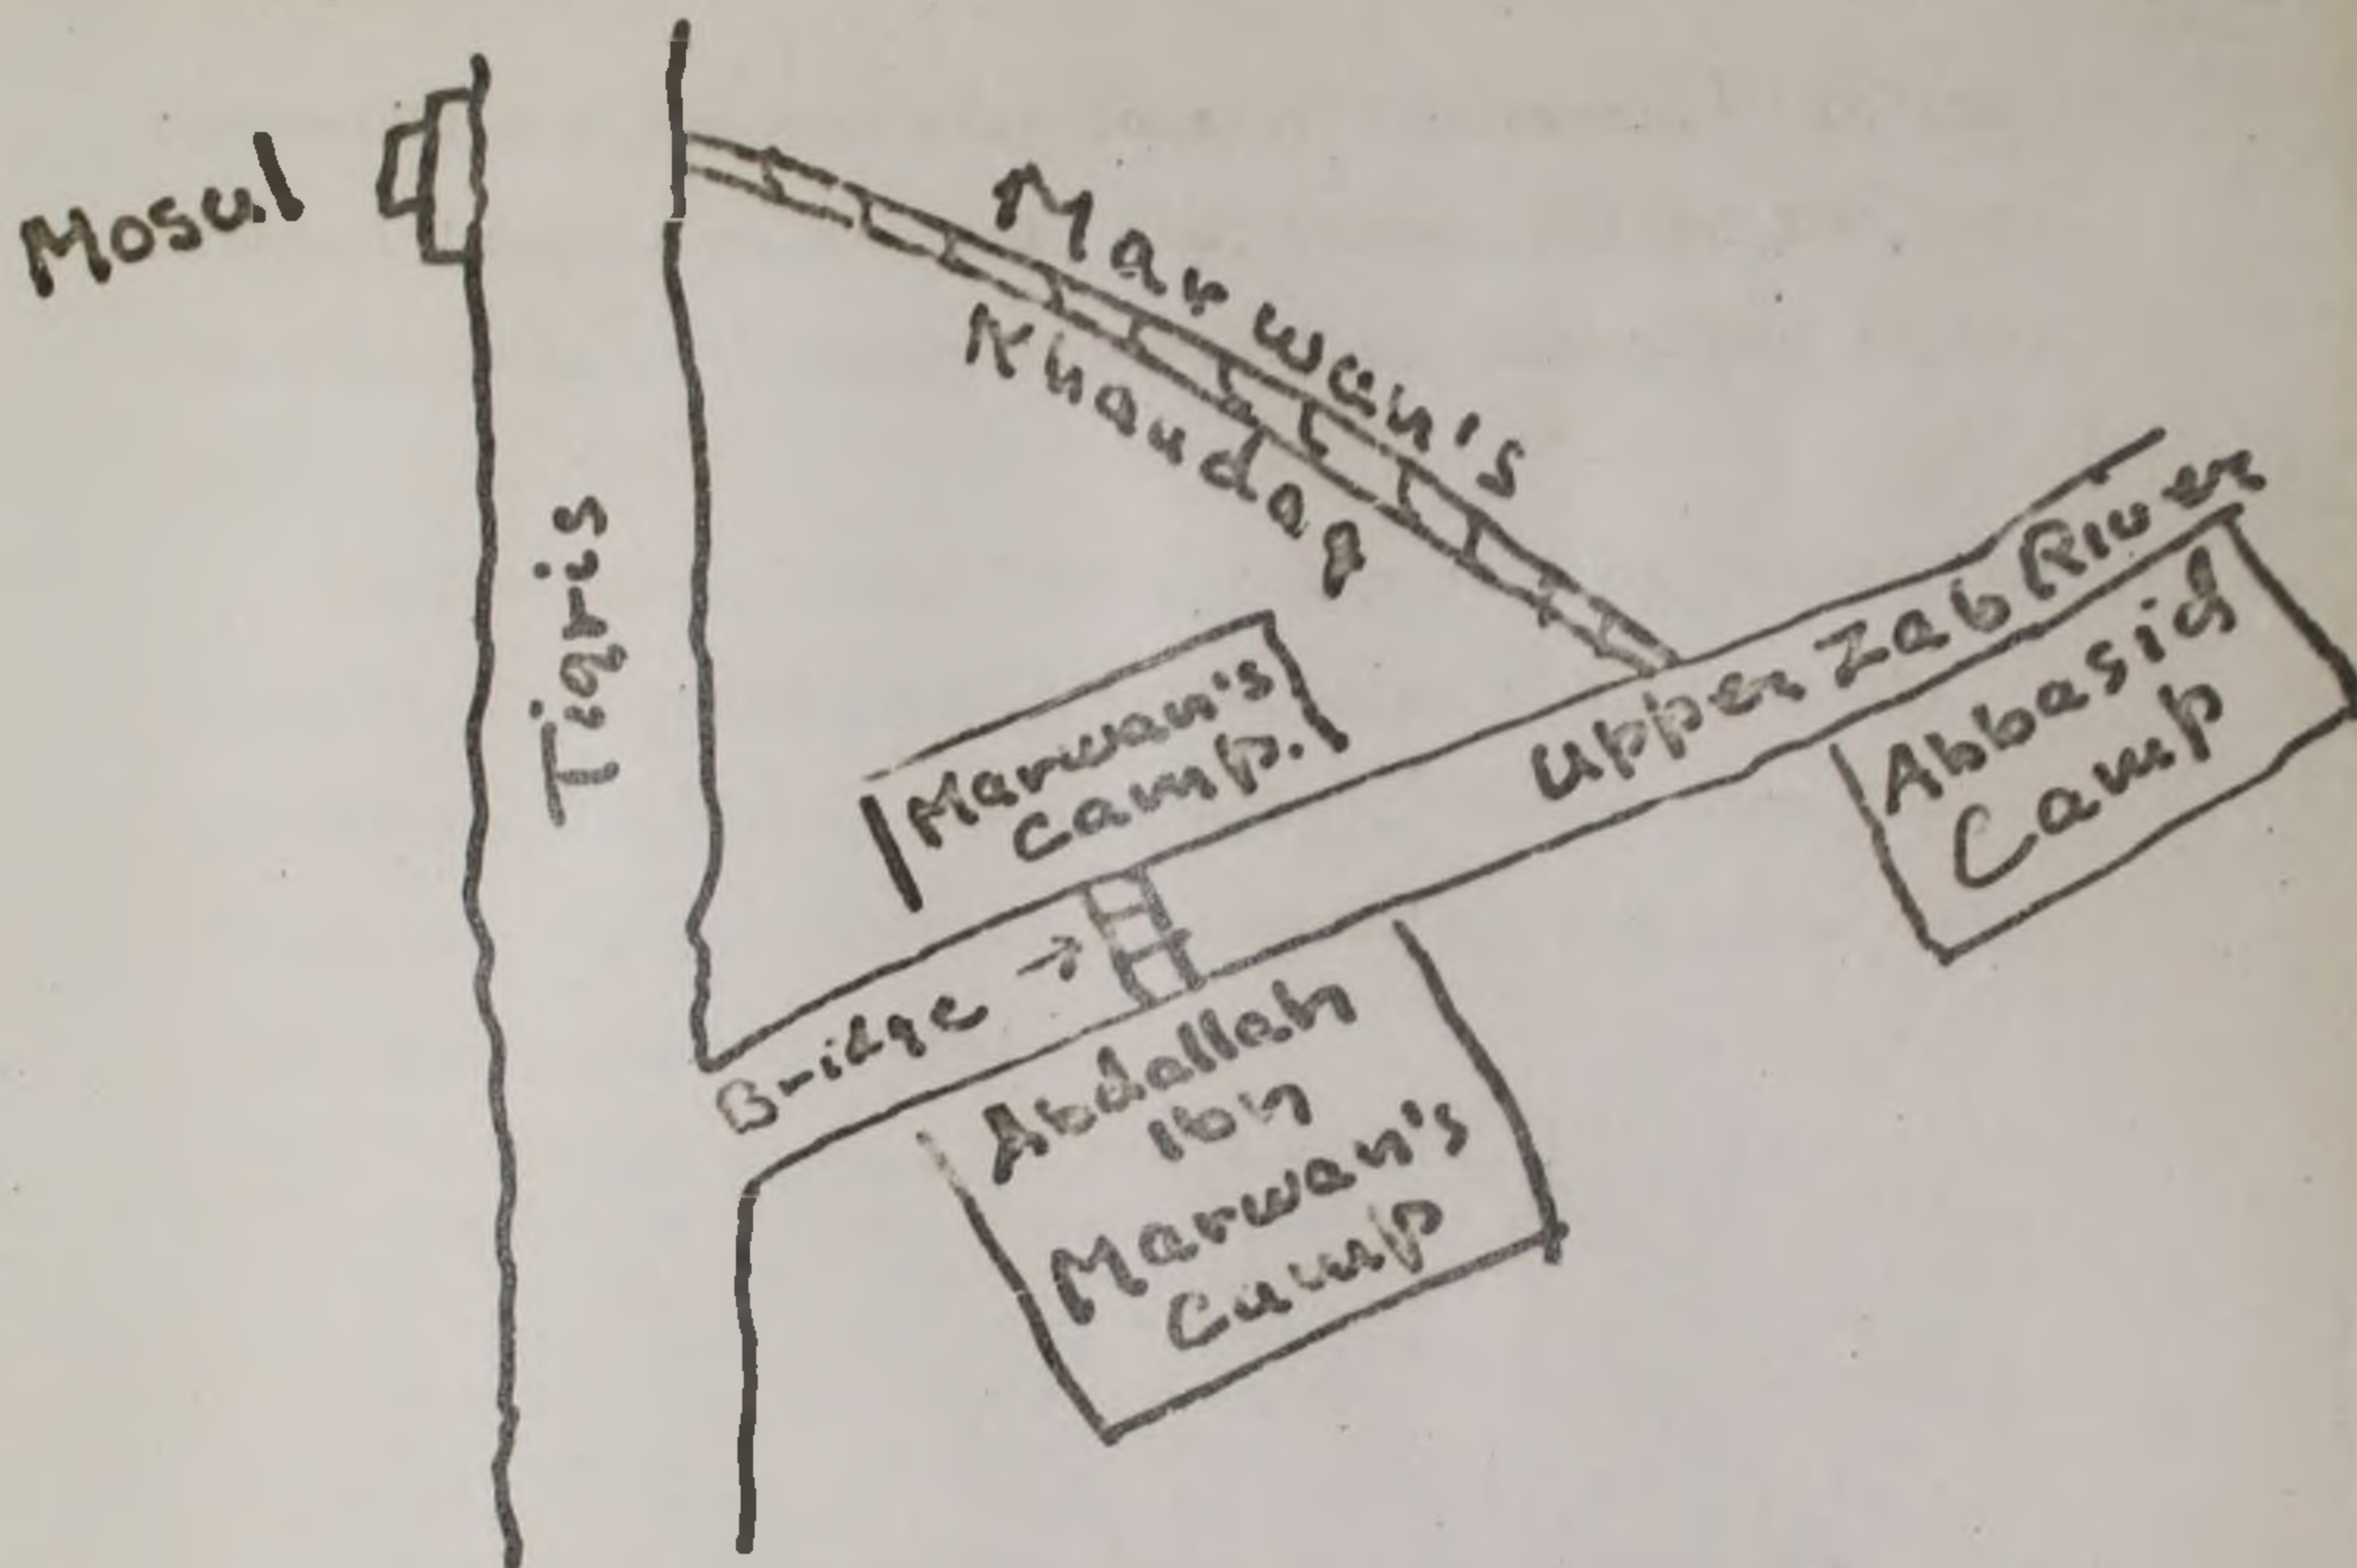 Mosul
Marwan's
Khandaq
Tigris
Upper Zab River
Marwan's
Camp.
Abbasid
Camp
Bridge →
Abdallah
ibn
Marwan's
Camp